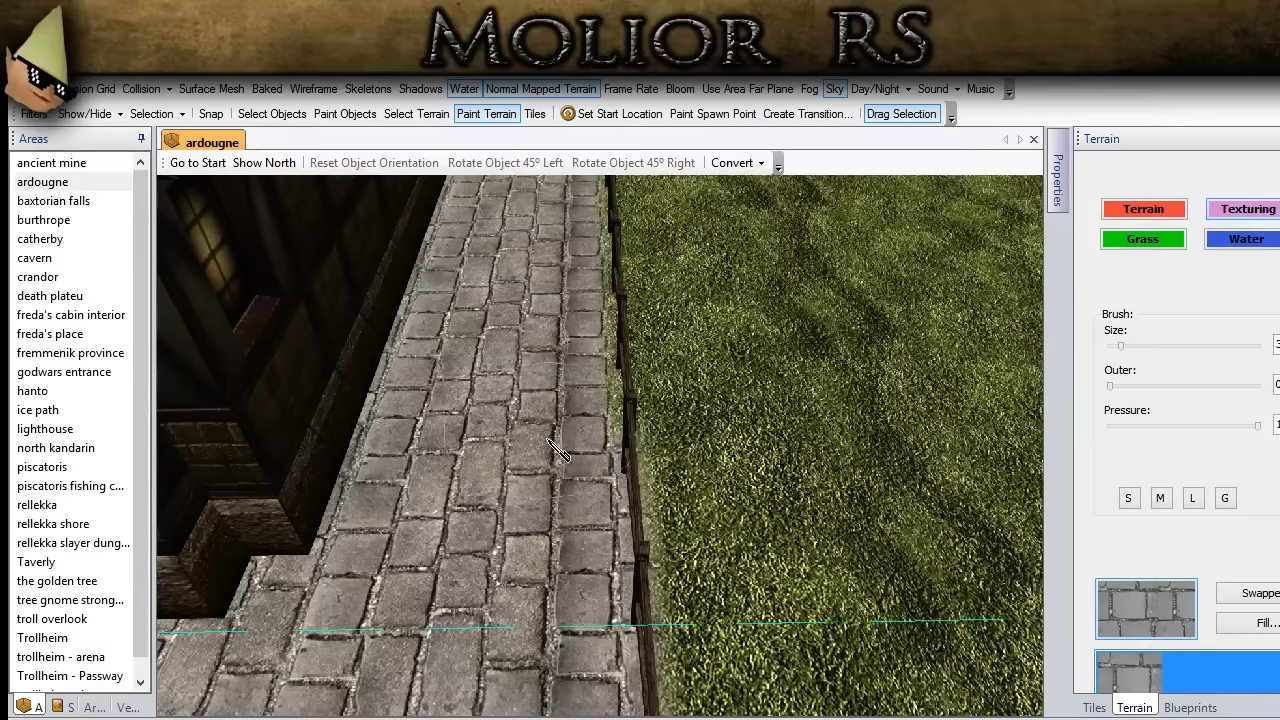 Molior RS
Grid Collision Surface Mesh Baked Wireframe Skeletons Shadows Water Normal Mapped Terrain Frame Rate Bloom Use Area Far Plane Fog Sky Day/Night Sound Music
Filters: Show/Hide Selection Snap Select Objects Paint Objects Select Terrain Paint Terrain Tiles Set Start Location Paint Spawn Point Create Transition... Drag Selection
Areas
ardougne
Properties
Terrain
Go to Start Show North Reset Object Orientation Rotate Object 45º Left Rotate Object 45º Right Convert
ancient mine
ardougne
baxtorian falls
burthrope
catherby
cavern
crandor
death plateu
freda's cabin interior
freda's place
fremmenik province
godwars entrance
hanto
ice path
lighthouse
north kandarin
piscatoris
piscatoris fishing c...
rellekka
rellekka shore
rellekka slayer dung...
Taverly
the golden tree
tree gnome strong...
troll overlook
Trollheim
trollheim - arena
Trollheim - Passway
A S Ar... Ve...
Terrain Texturing
Grass Water
Brush:
Size:
Outer:
Pressure:
S M L G
Swappe
Fill...
Tiles Terrain Blueprints